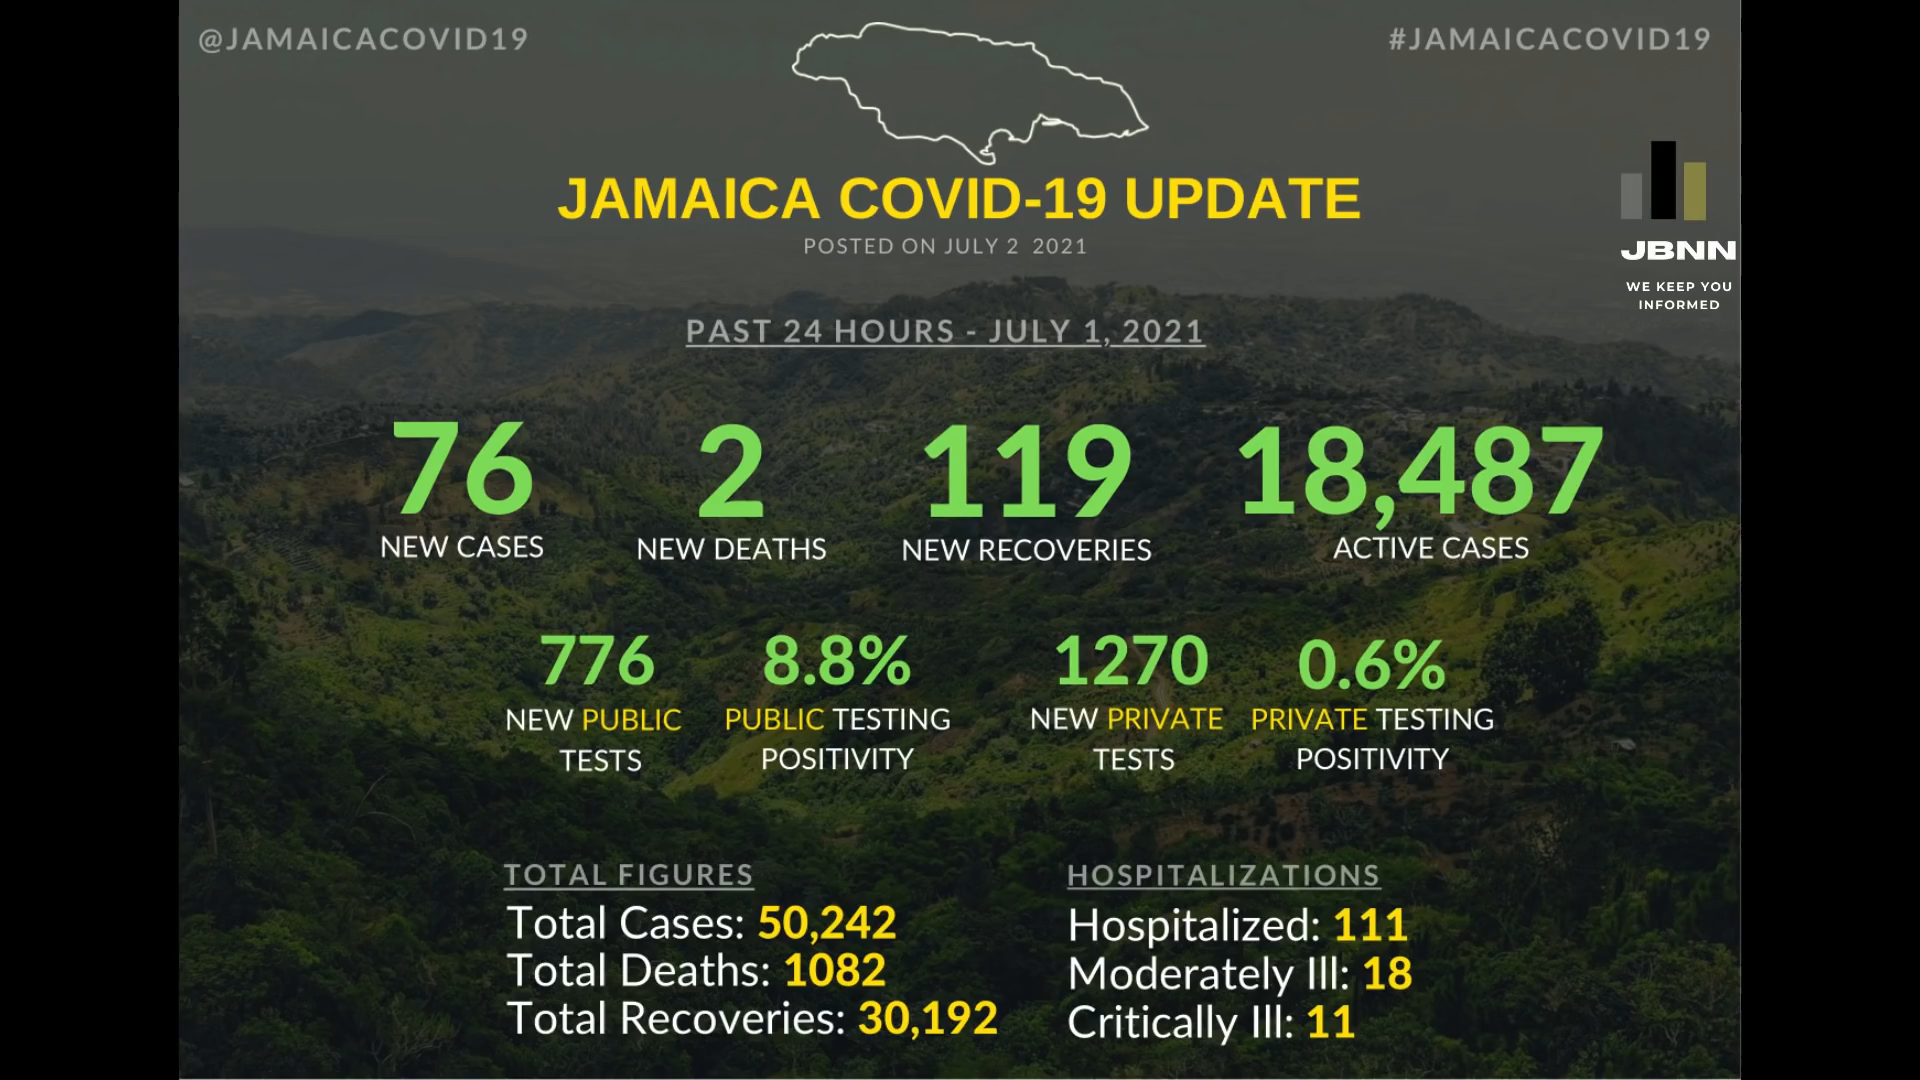 @JAMAICACOVID19
#JAMAICACOVID19
JAMAICA COVID-19 UPDATE
POSTED ON JULY 2 2021
JBNN
WE KEEP YOU
INFORMED
PAST 24 HOURS - JULY 1, 2021
76 2 119 18,487
NEW CASES NEW DEATHS NEW RECOVERIES ACTIVE CASES
776 8.8% 1270 0.6%
NEW PUBLIC PUBLIC TESTING NEW PRIVATE PRIVATE TESTING
TESTS POSITIVITY TESTS POSITIVITY
TOTAL FIGURES
Total Cases: 50,242
Total Deaths: 1082
Total Recoveries: 30,192
HOSPITALIZATIONS
Hospitalized: 111
Moderately Ill: 18
Critically Ill: 11